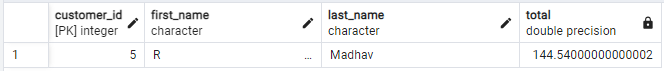 customer_id first_name last_name total
[PK] integer character character double precision
1 5 R ... Madhav 144.54000000000002